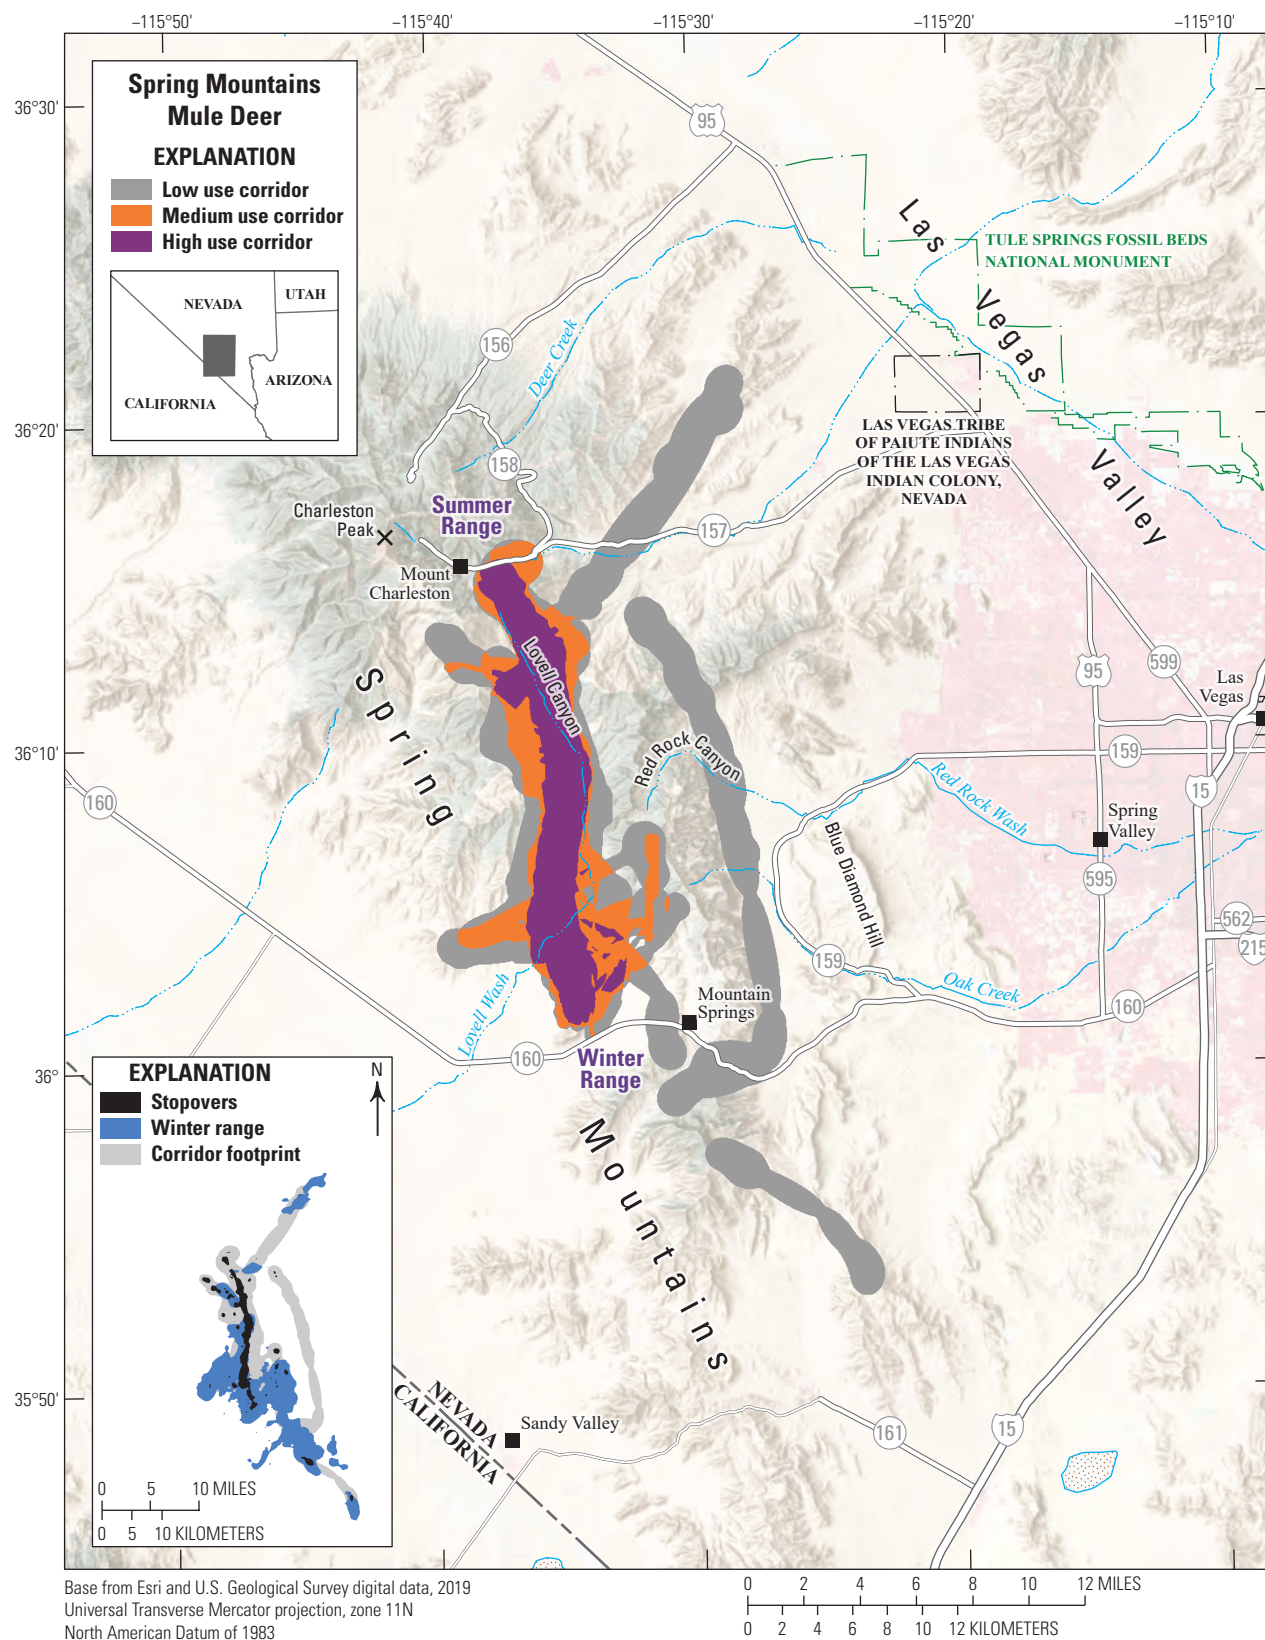 −115°50'
−115°40'
−115°30'
−115°20'
−115°10'
36°30'
36°20'
36°10'
36°
35°50'
Spring Mountains
Mule Deer
EXPLANATION
Low use corridor
Medium use corridor
High use corridor
NEVADA
UTAH
ARIZONA
CALIFORNIA
95
Las
Vegas
Valley
TULE SPRINGS FOSSIL BEDS
NATIONAL MONUMENT
156
Deer Creek
LAS VEGAS TRIBE
OF PAIUTE INDIANS
OF THE LAS VEGAS
INDIAN COLONY,
NEVADA
158
Summer
Range
Charleston
Peak
157
Mount
Charleston
Lovell Canyon
Spring
95
599
Las
Vegas
Red Rock Canyon
159
15
160
Red Rock Wash
Spring
Valley
Blue Diamond Hill
595
562
215
159
Oak Creek
160
Lovell Wash
Mountain
Springs
160
Winter
Range
Mountains
EXPLANATION
N
Stopovers
Winter range
Corridor footprint
0 5 10 MILES
0 5 10 KILOMETERS
NEVADA
CALIFORNIA
Sandy Valley
161
15
Base from Esri and U.S. Geological Survey digital data, 2019
Universal Transverse Mercator projection, zone 11N
North American Datum of 1983
0 2 4 6 8 10 12 MILES
0 2 4 6 8 10 12 KILOMETERS